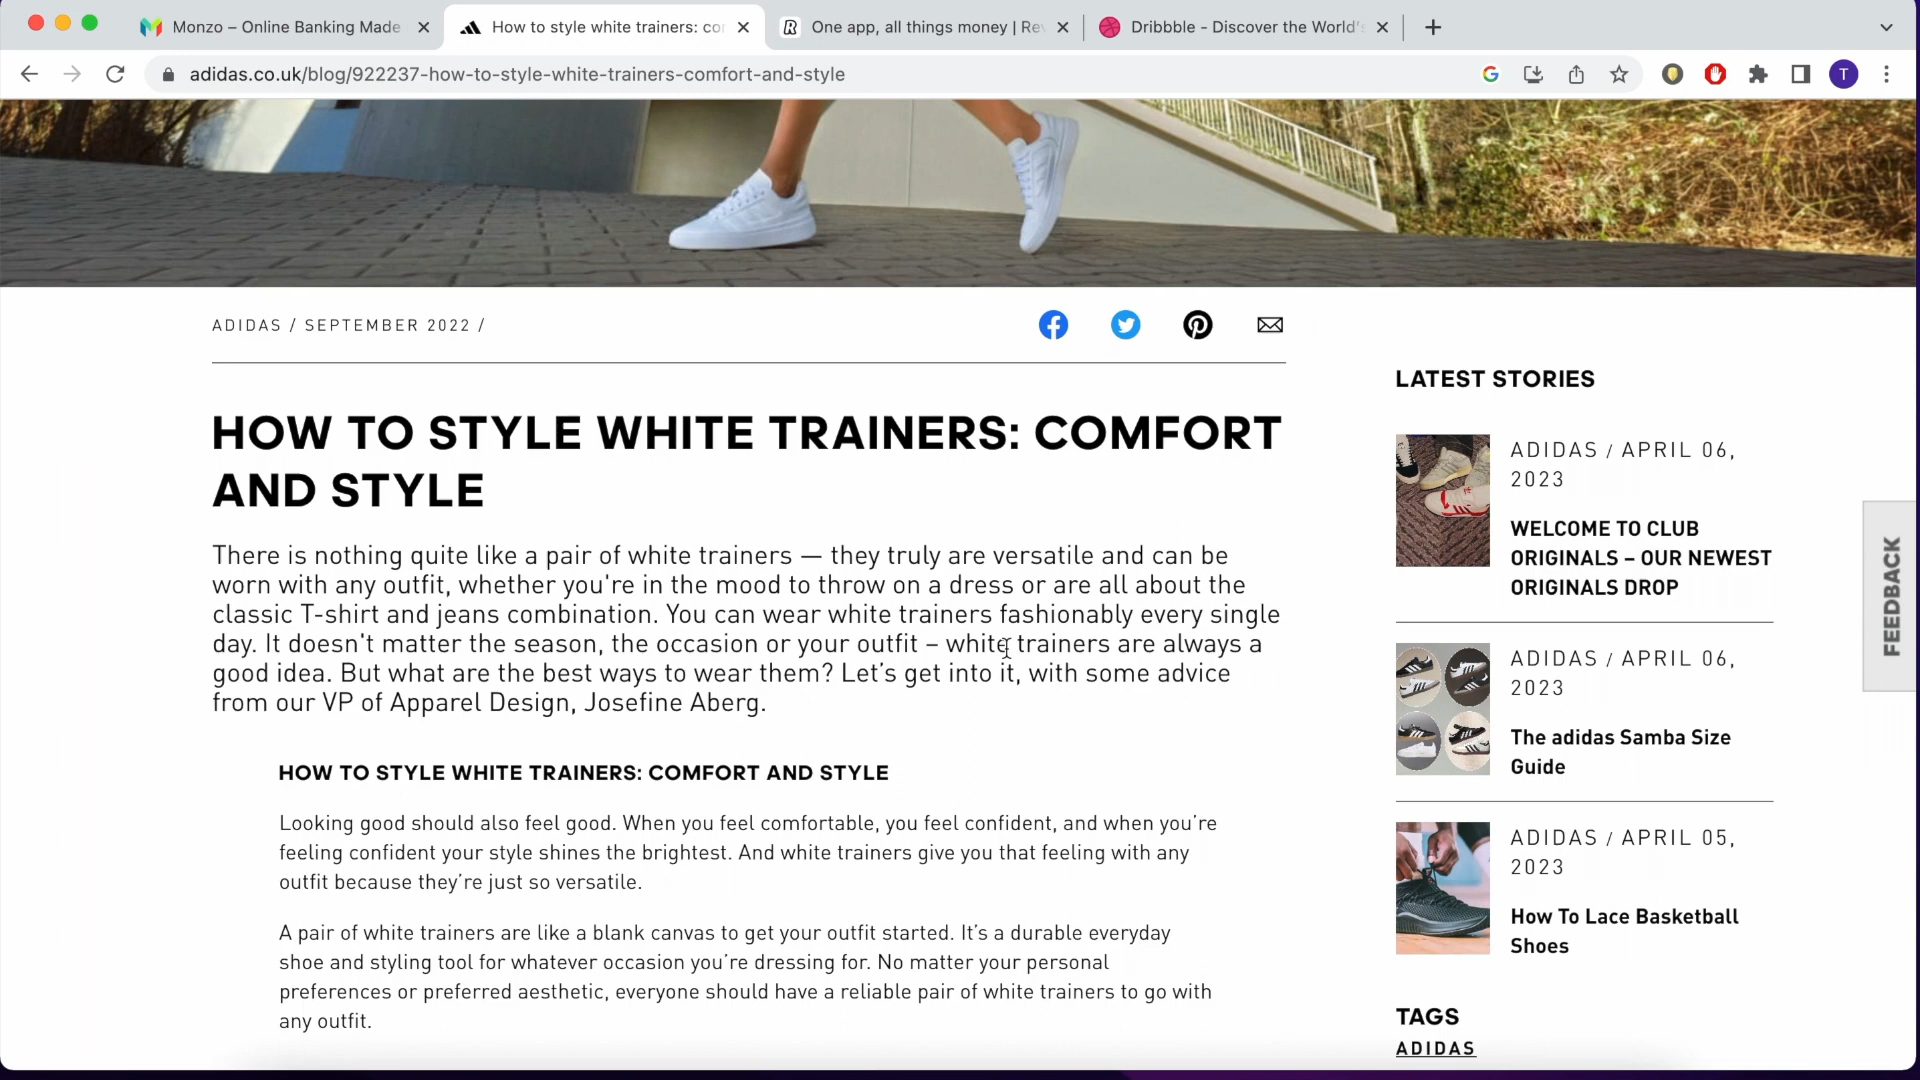 Monzo – Online Banking Made
How to style white trainers: co
One app, all things money | Re
Dribbble - Discover the World's
adidas.co.uk/blog/922237-how-to-style-white-trainers-comfort-and-style
T
ADIDAS / SEPTEMBER 2022 /
HOW TO STYLE WHITE TRAINERS: COMFORT
AND STYLE
There is nothing quite like a pair of white trainers — they truly are versatile and can be
worn with any outfit, whether you're in the mood to throw on a dress or are all about the
classic T-shirt and jeans combination. You can wear white trainers fashionably every single
day. It doesn't matter the season, the occasion or your outfit – white trainers are always a
good idea. But what are the best ways to wear them? Let’s get into it, with some advice
from our VP of Apparel Design, Josefine Aberg.
HOW TO STYLE WHITE TRAINERS: COMFORT AND STYLE
Looking good should also feel good. When you feel comfortable, you feel confident, and when you’re
feeling confident your style shines the brightest. And white trainers give you that feeling with any
outfit because they’re just so versatile.
A pair of white trainers are like a blank canvas to get your outfit started. It’s a durable everyday
shoe and styling tool for whatever occasion you’re dressing for. No matter your personal
preferences or preferred aesthetic, everyone should have a reliable pair of white trainers to go with
any outfit.
LATEST STORIES
ADIDAS / APRIL 06,
2023
WELCOME TO CLUB
ORIGINALS – OUR NEWEST
ORIGINALS DROP
ADIDAS / APRIL 06,
2023
The adidas Samba Size
Guide
ADIDAS / APRIL 05,
2023
How To Lace Basketball
Shoes
TAGS
ADIDAS
FEEDBACK